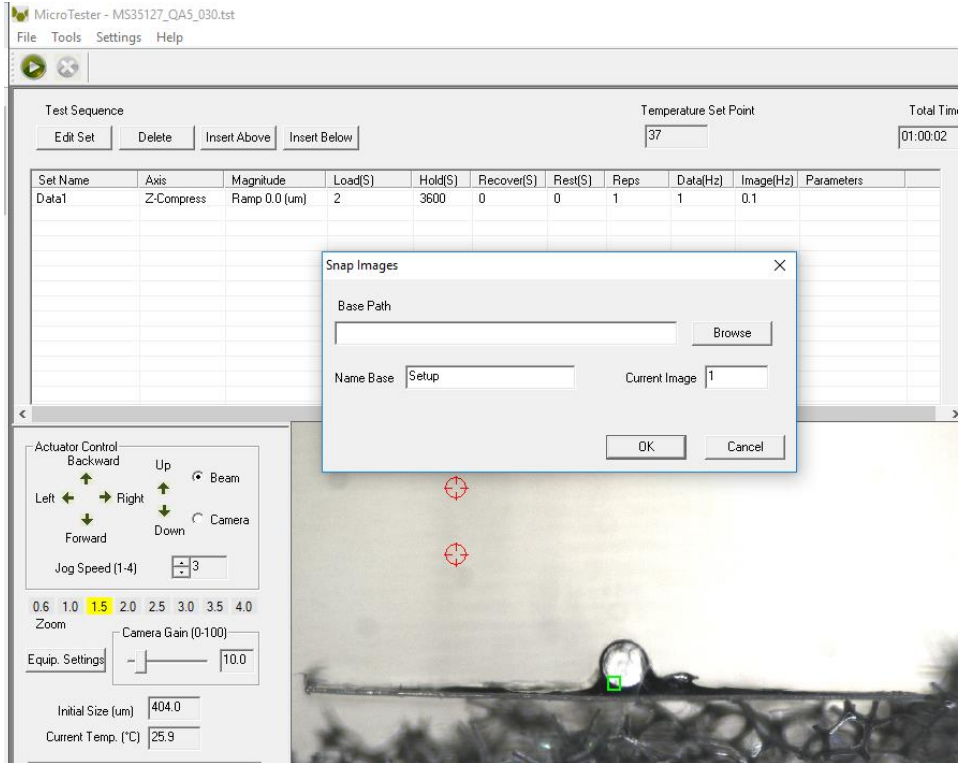 MicroTester - MS35127_QA5_030.tst
File Tools Settings Help
Test Sequence
Temperature Set Point
Total Time
Edit Set Delete Insert Above Insert Below
37
01:00:02
Set Name Axis Magnitude Load(S) Hold(S) Recover(S) Rest(S) Reps Data(Hz) Image(Hz) Parameters
Data1 Z-Compress Ramp 0.0 (um) 2 3600 0 0 1 1 0.1
Snap Images
Base Path
Browse
Name Base Setup Current Image 1
OK Cancel
Actuator Control
Backward
Up
Beam
Left Right
Camera
Forward
Down
Jog Speed (1-4) 3
0.6 1.0 1.5 2.0 2.5 3.0 3.5 4.0
Zoom
Camera Gain (0-100)
Equip. Settings
10.0
Initial Size (um) 404.0
Current Temp. (°C) 25.9